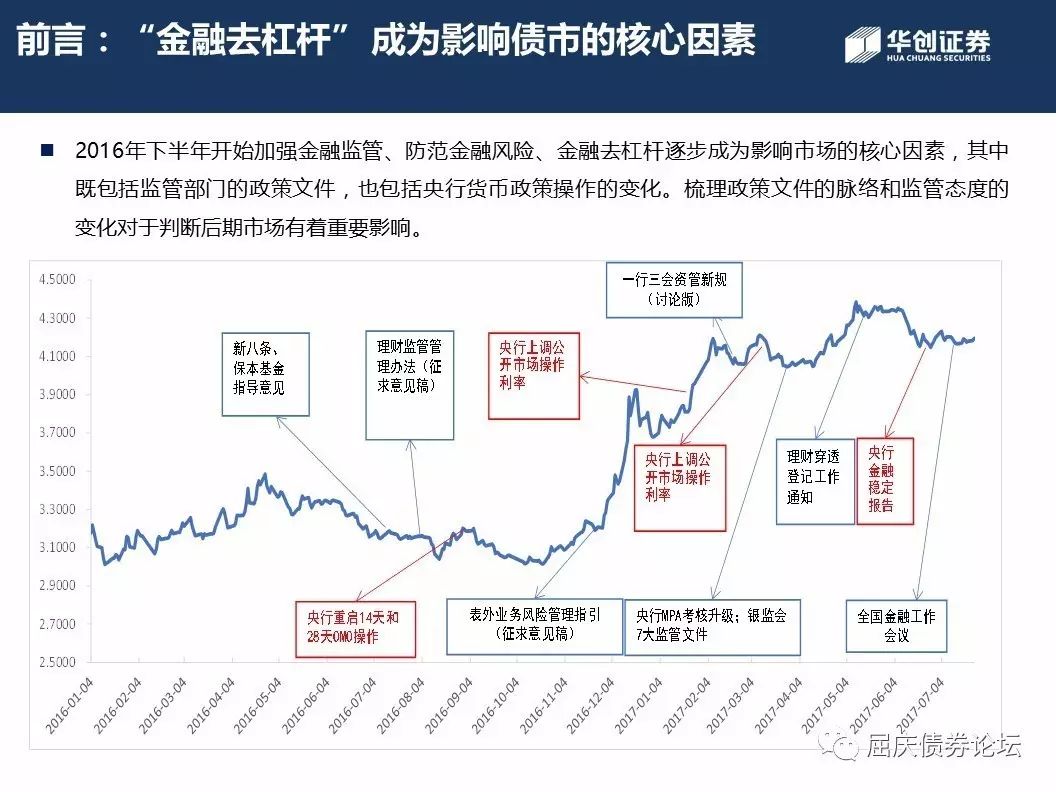 前言：“金融去杠杆”成为影响债市的核心因素
华创证券
HUA CHUANG SECURITIES
■ 2016年下半年开始加强金融监管、防范金融风险、金融去杠杆逐步成为影响市场的核心因素，其中
既包括监管部门的政策文件，也包括央行货币政策操作的变化。梳理政策文件的脉络和监管态度的
变化对于判断后期市场有着重要影响。
4.5000
4.3000
4.1000
3.9000
3.7000
3.5000
3.3000
3.1000
2.9000
2.7000
2.5000
新八条、
保本基金
指导意见
理财监管管
理办法（征
求意见稿）
央行上调公
开市场操作
利率
一行三会资管新规
（讨论版）
央行上调公
开市场操作
利率
理财穿透
登记工作
通知
央行
金融
稳定
报告
央行重启14天和
28天OMO操作
表外业务风险管理指引
（征求意见稿）
央行MPA考核升级；银监会
7大监管文件
全国金融工作
会议
2016-01-04
2016-02-04
2016-03-04
2016-04-04
2016-05-04
2016-06-04
2016-07-04
2016-08-04
2016-09-04
2016-10-04
2016-11-04
2016-12-04
2017-01-04
2017-02-04
2017-03-04
2017-04-04
2017-05-04
2017-06-04
2017-07-04
屈庆债券论坛